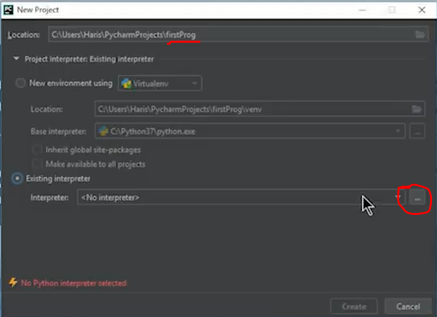 PC New Project
Location: C:\Users\Haris\PycharmProjects\firstProg
Project Interpreter: Existing interpreter
New environment using Virtualenv
Location: C:\Users\Haris\PycharmProjects\firstProg\venv
Base interpreter: C:\Python37\python.exe ...
Inherit global site-packages
Make available to all projects
Existing interpreter
Interpreter: <No interpreter> ...
No Python interpreter selected
Create Cancel